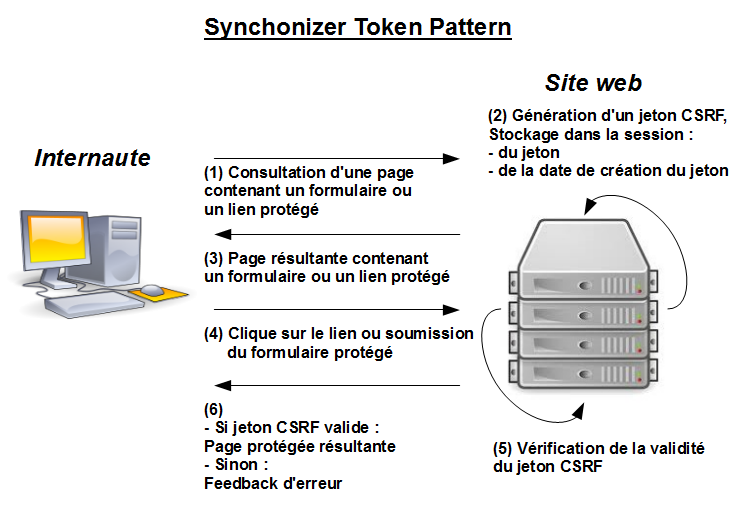 Synchonizer Token Pattern
Internaute
Site web
(1) Consultation d'une page
contenant un formulaire ou
un lien protégé
(2) Génération d'un jeton CSRF,
Stockage dans la session :
- du jeton
- de la date de création du jeton
(3) Page résultante contenant
un formulaire ou un lien protégé
(4) Clique sur le lien ou soumission
du formulaire protégé
(5) Vérification de la validité
du jeton CSRF
(6)
- Si jeton CSRF valide :
Page protégée résultante
- Sinon :
Feedback d'erreur